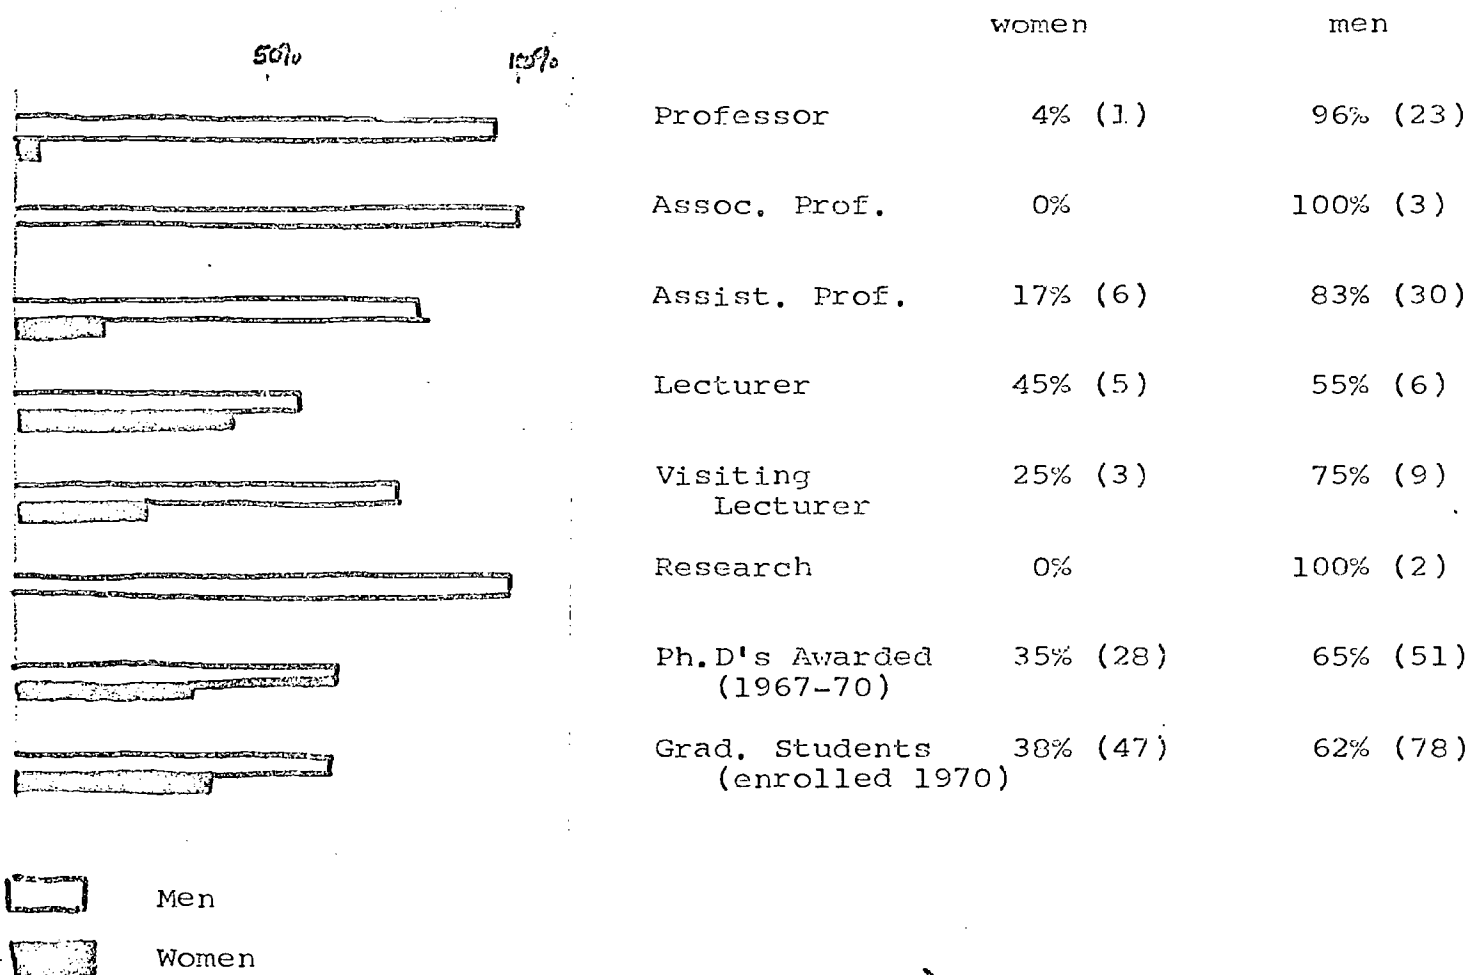 women men
50% 100%
Professor 4% (1) 96% (23)
Assoc. Prof. 0% 100% (3)
Assist. Prof. 17% (6) 83% (30)
Lecturer 45% (5) 55% (6)
Visiting 25% (3) 75% (9)
Lecturer
Research 0% 100% (2)
Ph.D's Awarded 35% (28) 65% (51)
(1967-70)
Grad. Students 38% (47) 62% (78)
(enrolled 1970)
Men
Women